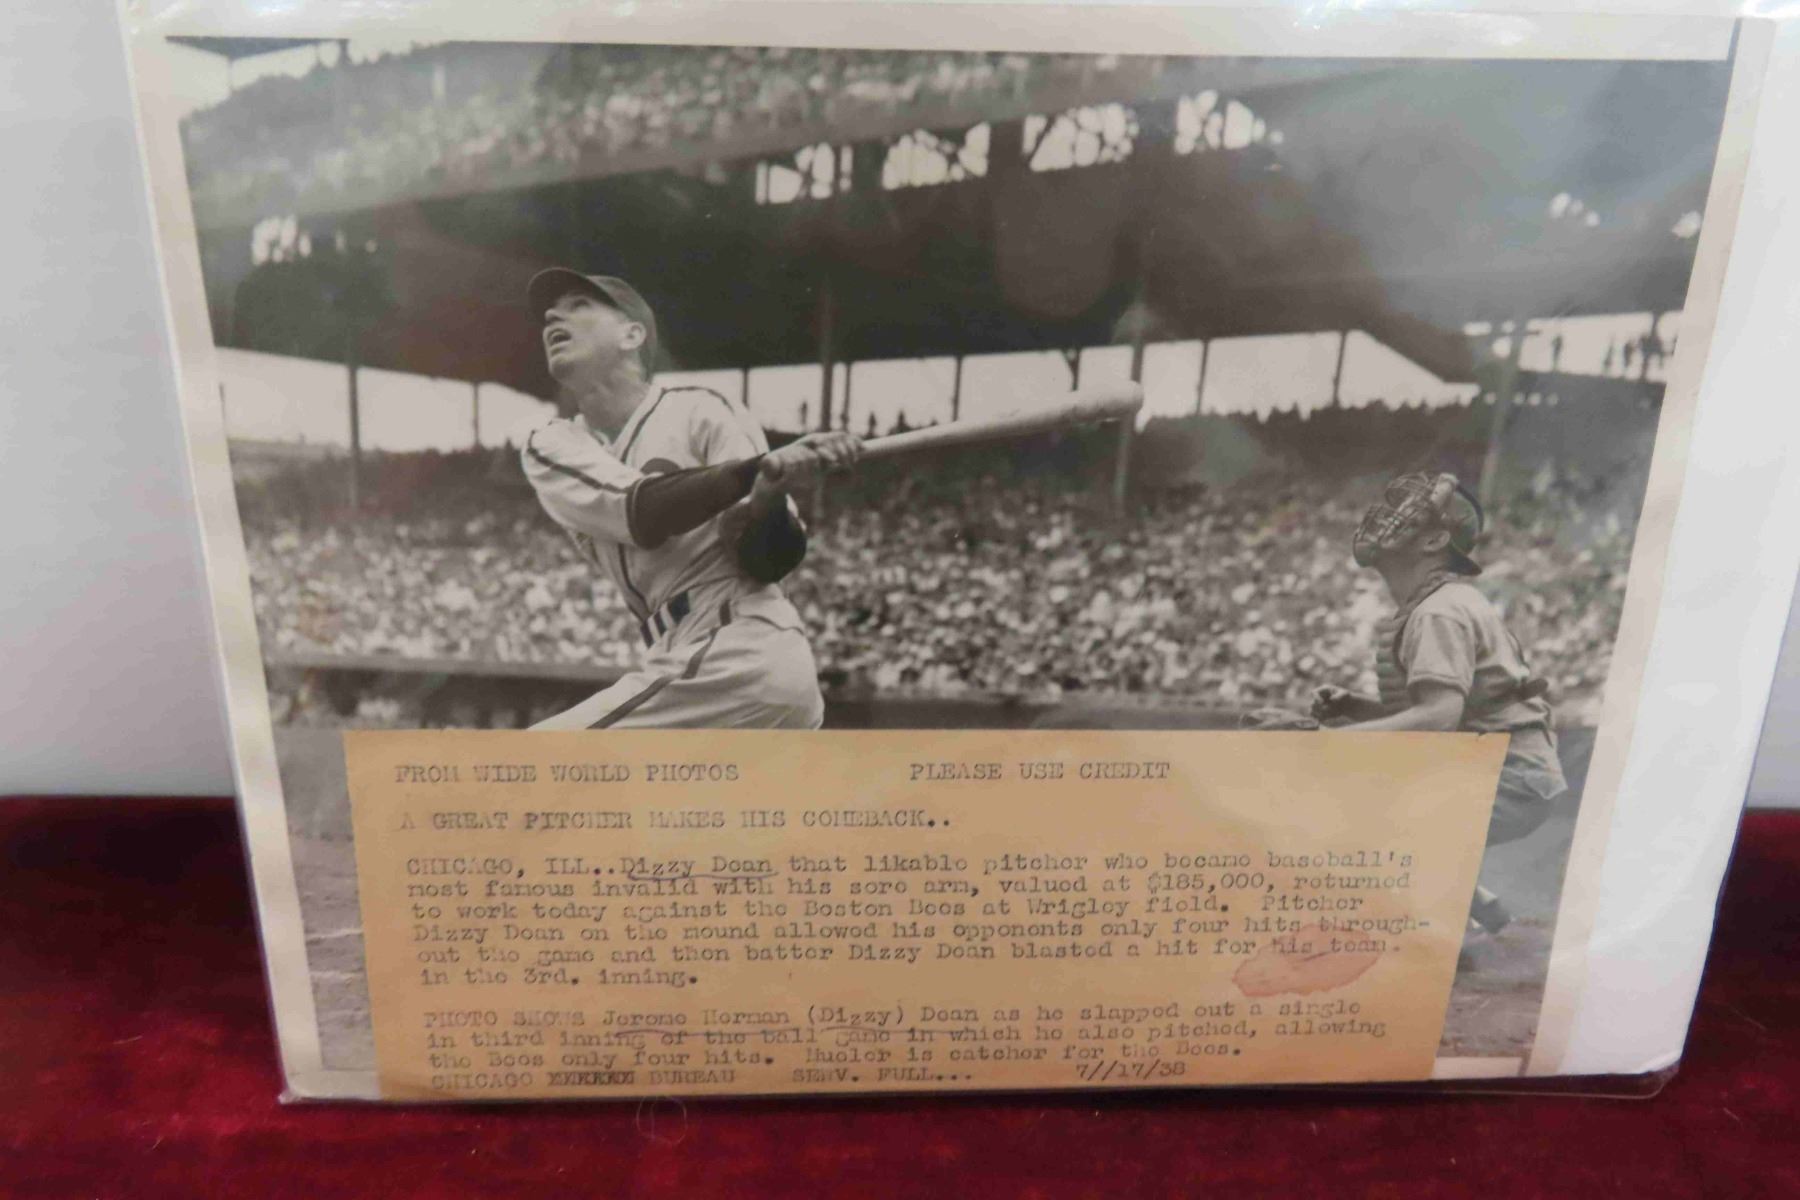 FROM WIDE WORLD PHOTOS PLEASE USE CREDIT
A GREAT PITCHER MAKES HIS COMEBACK..
CHICAGO, ILL..Dizzy Dean that likable pitcher who became baseball's
most famous invalid with his sore arm, valued at $185,000, returned
to work today against the Boston Bees at Wrigley field. Pitcher
Dizzy Dean on the mound allowed his opponents only four hits through-
out the game and then batter Dizzy Dean blasted a hit for his team.
in the 3rd. inning.
PHOTO SHOWS Jerome Herman (Dizzy) Dean as he slapped out a single
in third inning of the ball game in which he also pitched, allowing
the Bees only four hits. Mueler is catcher for the Bees.
CHICAGO BUREAU SERV. FULL... 7//17/38